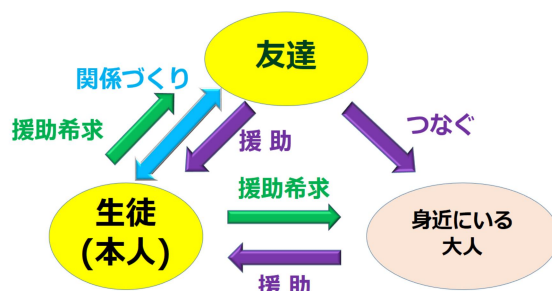 友達
関係づくり
援助希求
援 助
つなぐ
援助希求
生徒
(本人)
身近にいる
大人
援 助